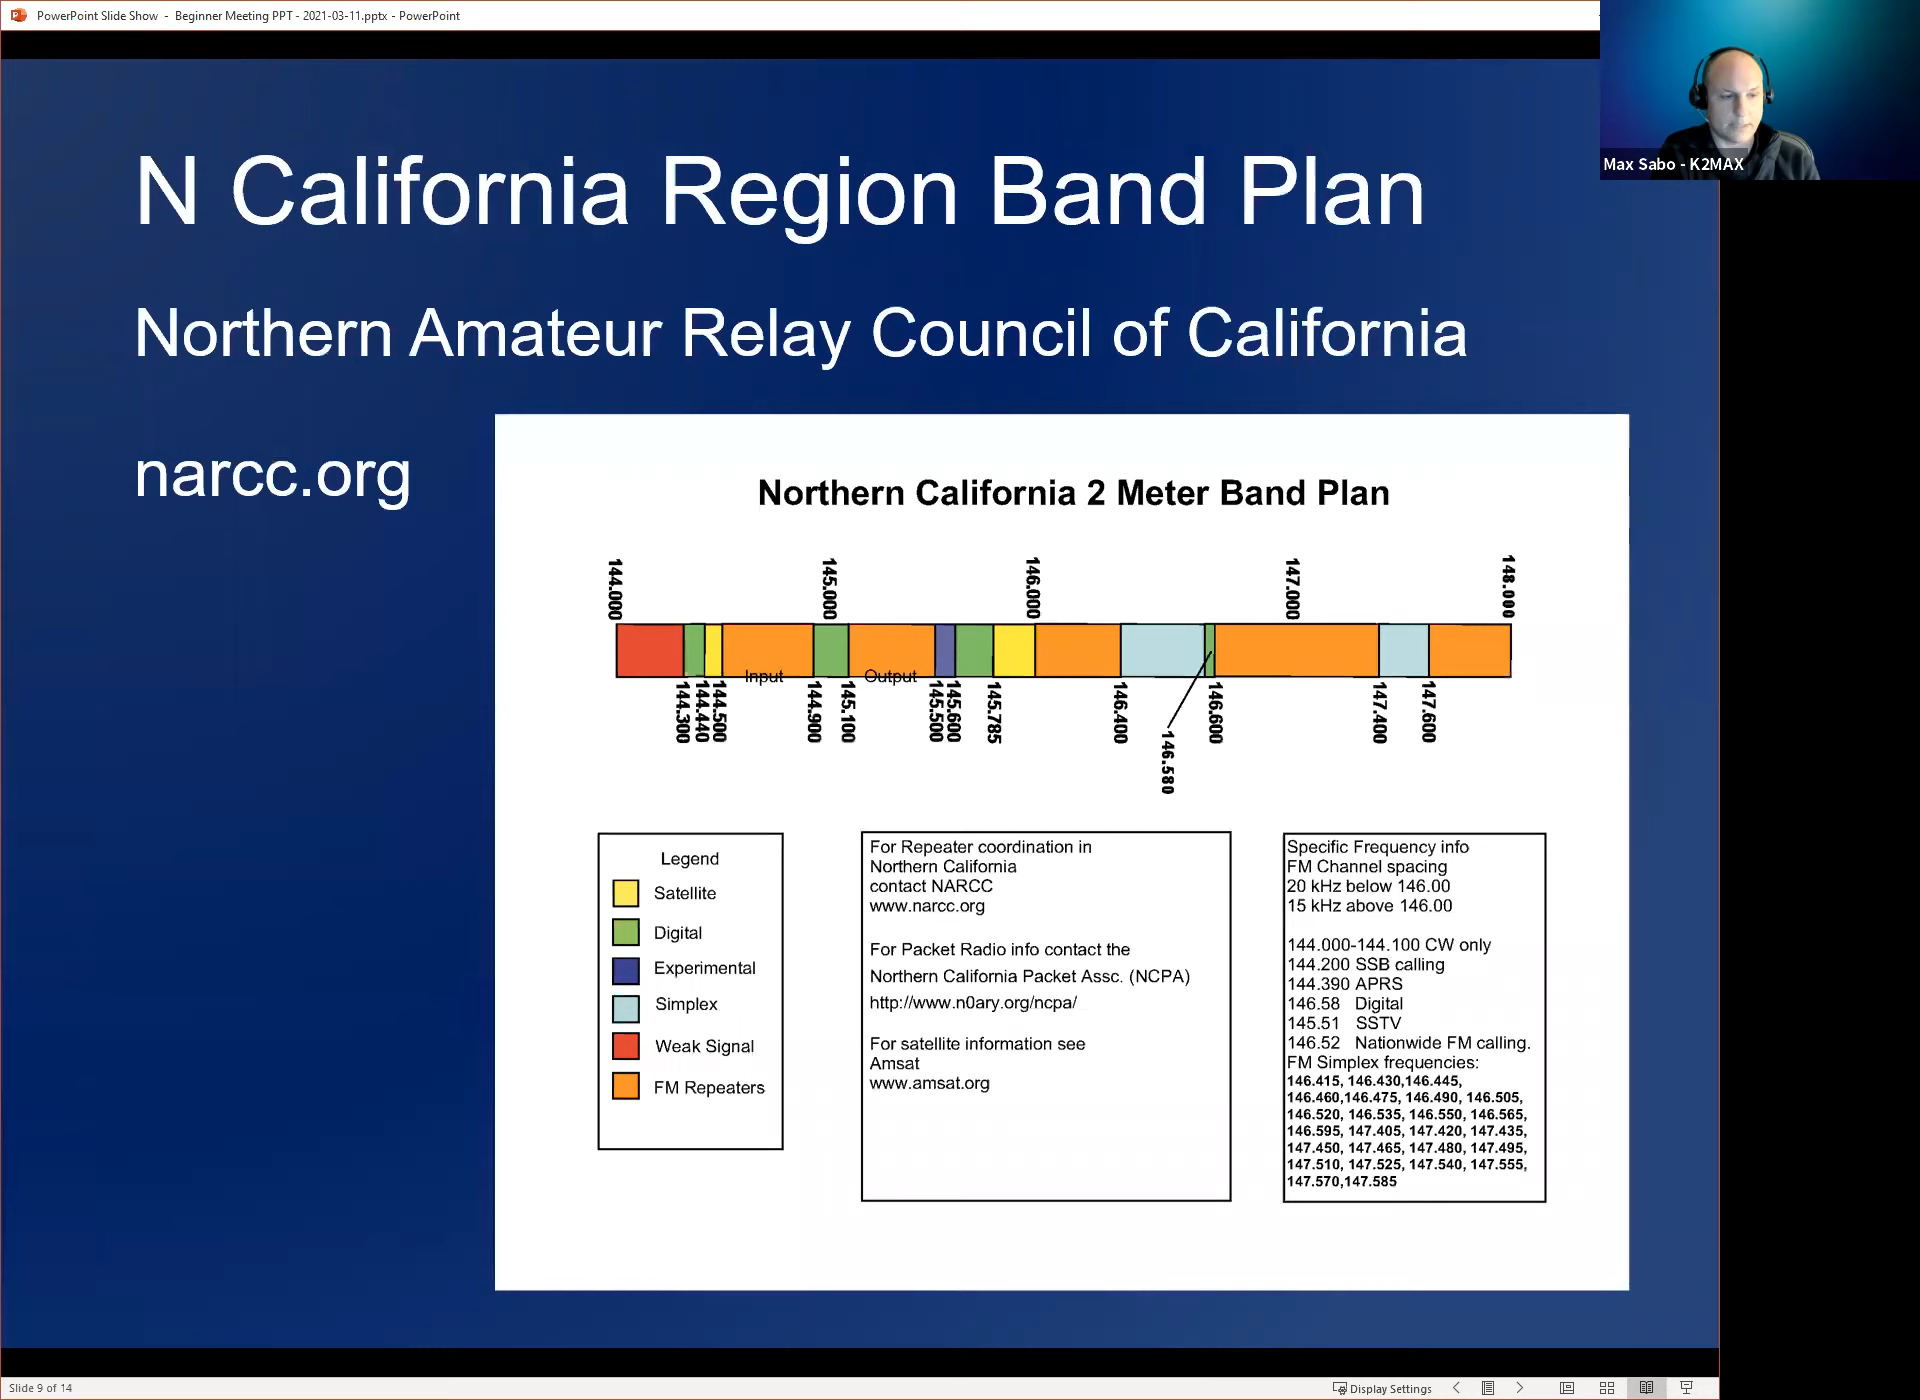 PowerPoint Slide Show - Beginner Meeting PPT - 2021-03-11.pptx - PowerPoint
Max Sabo - K2MAX
N California Region Band Plan
Northern Amateur Relay Council of California
narcc.org
Northern California 2 Meter Band Plan
144.000
145.000
146.000
147.000
148.000
Input
Output
144.300
144.440
144.500
144.900
145.100
145.500
145.600
145.785
146.400
146.580
146.600
147.400
147.600
Legend
Satellite
Digital
Experimental
Simplex
Weak Signal
FM Repeaters
For Repeater coordination in
Northern California
contact NARCC
www.narcc.org
For Packet Radio info contact the
Northern California Packet Assc. (NCPA)
http://www.n0ary.org/ncpa/
For satellite information see
Amsat
www.amsat.org
Specific Frequency info
FM Channel spacing
20 kHz below 146.00
15 kHz above 146.00
144.000-144.100 CW only
144.200 SSB calling
144.390 APRS
146.58 Digital
145.51 SSTV
146.52 Nationwide FM calling.
FM Simplex frequencies:
146.415, 146.430,146.445,
146.460,146.475, 146.490, 146.505,
146.520, 146.535, 146.550, 146.565,
146.595, 147.405, 147.420, 147.435,
147.450, 147.465, 147.480, 147.495,
147.510, 147.525, 147.540, 147.555,
147.570,147.585
Slide 9 of 14
Display Settings